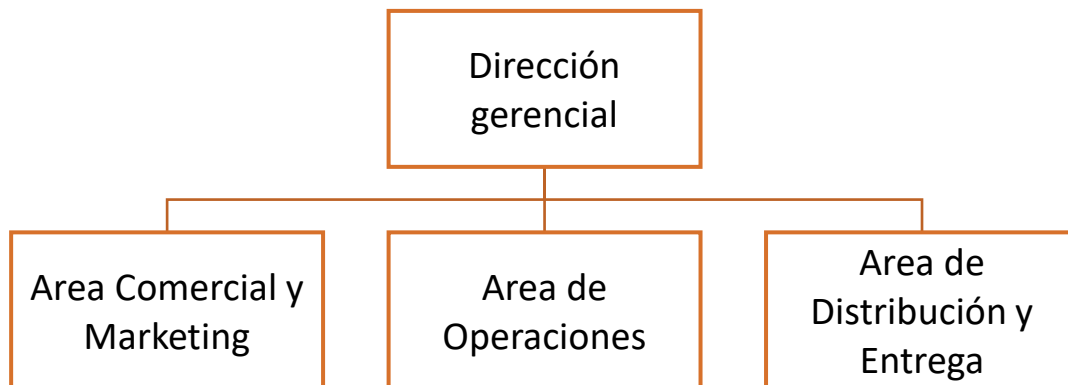 Dirección
gerencial
Area Comercial y
Marketing
Area de
Operaciones
Area de
Distribución y
Entrega